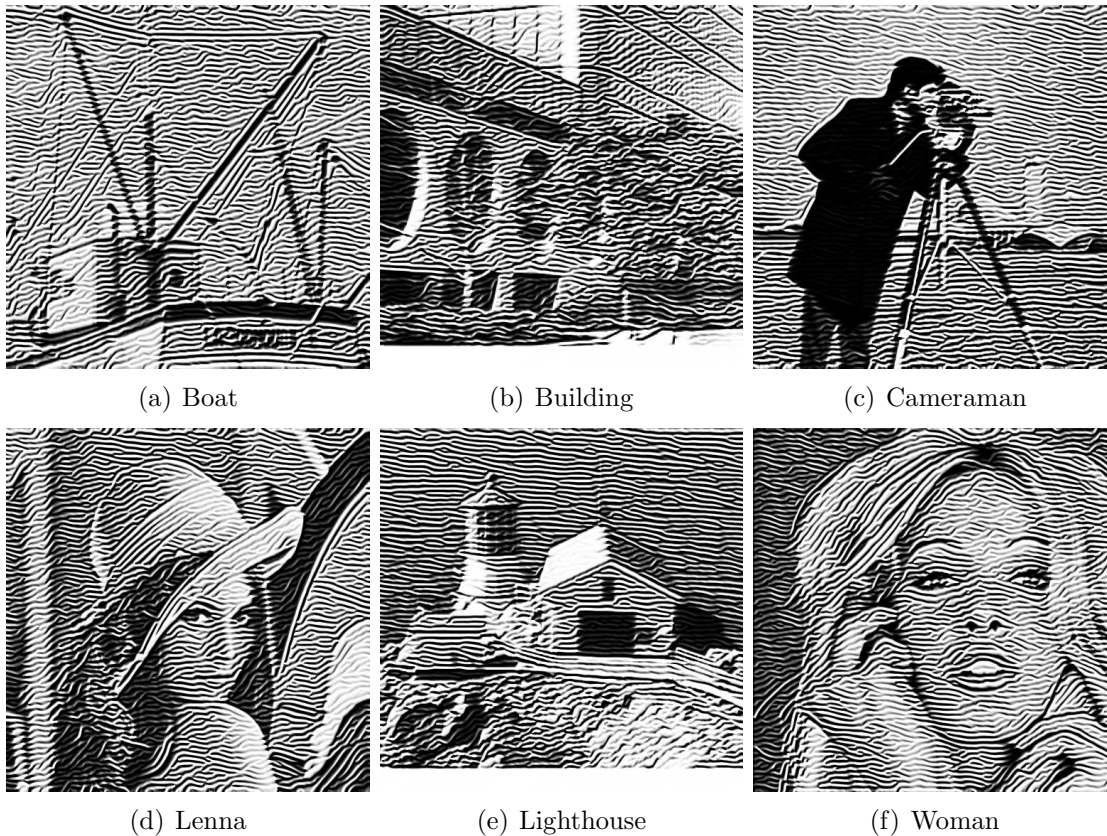 (a) Boat
(b) Building
(c) Cameraman
(d) Lenna
(e) Lighthouse
(f) Woman